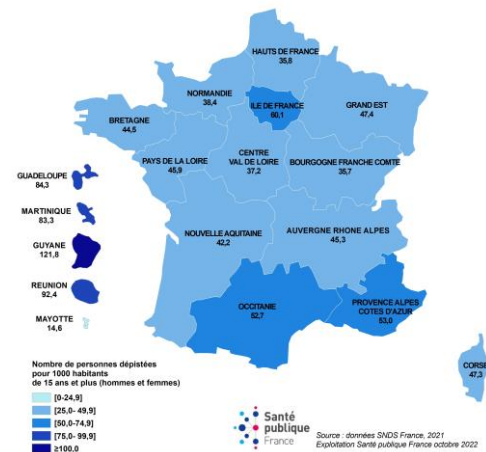 HAUTS DE FRANCE
35,8
NORMANDIE
38,4
ILE DE FRANCE
60,1
GRAND EST
47,4
BRETAGNE
44,5
PAYS DE LA LOIRE
45,9
CENTRE
VAL DE LOIRE
37,2
BOURGOGNE FRANCHE COMTE
35,7
GUADELOUPE
84,3
MARTINIQUE
83,3
GUYANE
121,8
REUNION
92,4
MAYOTTE
14,6
NOUVELLE AQUITAINE
42,2
AUVERGNE RHONE ALPES
45,3
OCCITANIE
52,7
PROVENCE ALPES
COTES D'AZUR
53,0
CORSE
47,3
Nombre de personnes dépistées
pour 1000 habitants
de 15 ans et plus (hommes et femmes)
[0-24,9]
[25,0- 49,9]
[50,0-74,9]
[75,0- 99,9]
≥100,0
Santé
publique
France
Source : données SNDS France, 2021
Exploitation Santé publique France octobre 2022